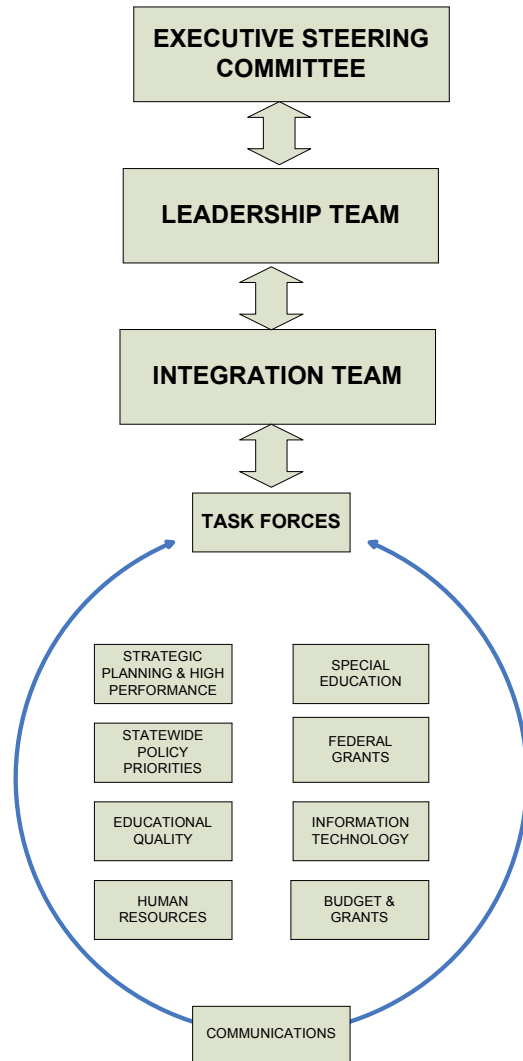 EXECUTIVE STEERING
COMMITTEE
LEADERSHIP TEAM
INTEGRATION TEAM
TASK FORCES
STRATEGIC
PLANNING & HIGH
PERFORMANCE
SPECIAL
EDUCATION
STATEWIDE
POLICY
PRIORITIES
FEDERAL
GRANTS
EDUCATIONAL
QUALITY
INFORMATION
TECHNOLOGY
HUMAN
RESOURCES
BUDGET &
GRANTS
COMMUNICATIONS